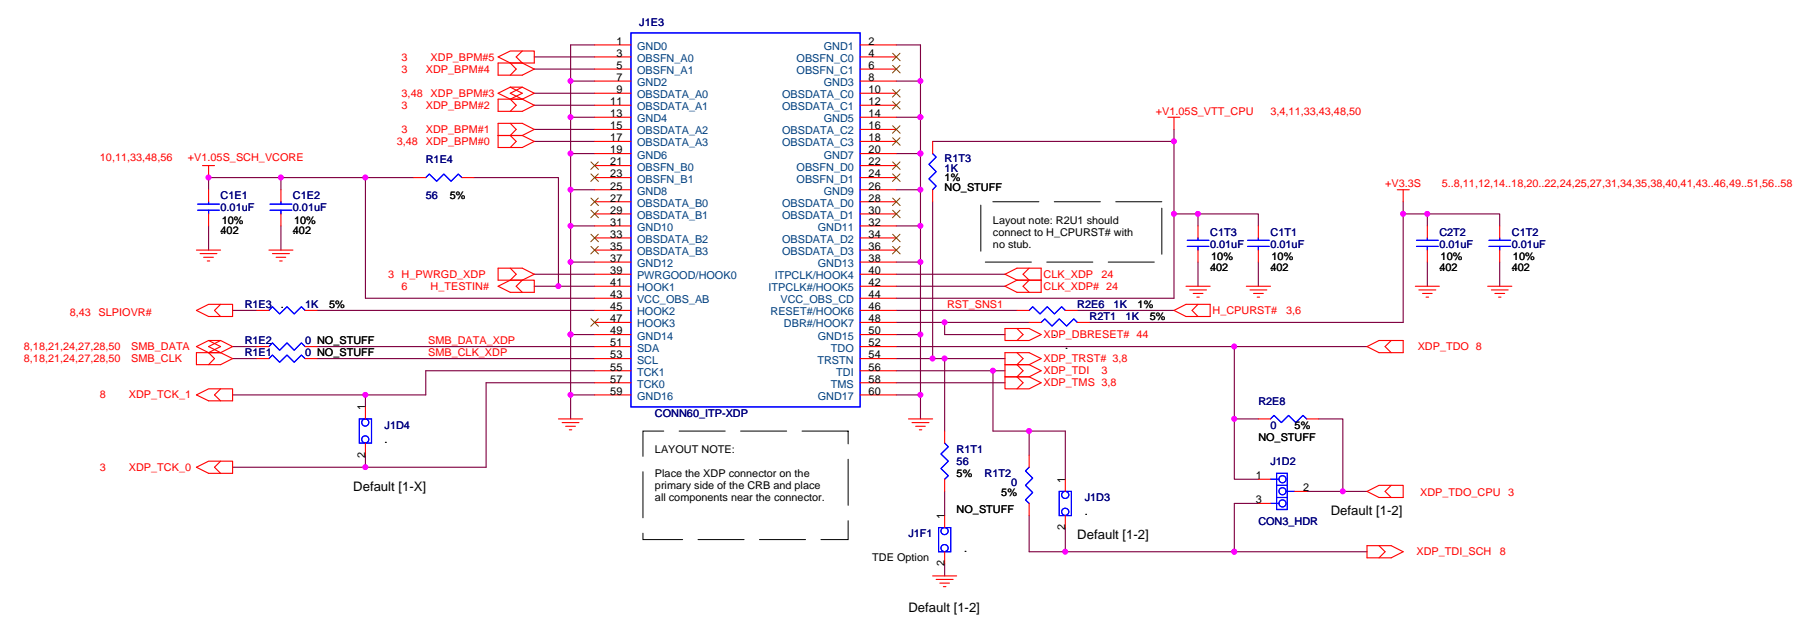 J1E3
1 GND0 GND1 2
3 XDP_BPM#5 3 OBSFN_A0 OBSFN_C0 4
3 XDP_BPM#4 5 OBSFN_A1 OBSFN_C1 6
7 GND2 GND3 8
3,48 XDP_BPM#3 9 OBSDATA_A0 OBSDATA_C0 10
3 XDP_BPM#2 11 OBSDATA_A1 OBSDATA_C1 12
13 GND4 GND5 14
3 XDP_BPM#1 15 OBSDATA_A2 OBSDATA_C2 16
3,48 XDP_BPM#0 17 OBSDATA_A3 OBSDATA_C3 18
19 GND6 GND7 20
21 OBSFN_B0 OBSFN_D0 22
23 OBSFN_B1 OBSFN_D1 24
25 GND8 GND9 26
27 OBSDATA_B0 OBSDATA_D0 28
29 OBSDATA_B1 OBSDATA_D1 30
31 GND10 GND11 32
33 OBSDATA_B2 OBSDATA_D2 34
35 OBSDATA_B3 OBSDATA_D3 36
37 GND12 GND13 38
3 H_PWRGD_XDP 39 PWRGOOD/HOOK0 ITPCLK/HOOK4 40 CLK_XDP 24
6 H_TESTIN# 41 HOOK1 ITPCLK#/HOOK5 42 CLK_XDP# 24
43 VCC_OBS_AB VCC_OBS_CD 44
8,43 SLPIOVR# R1E3 1K 5% 45 HOOK2 RESET#/HOOK6 46 RST_SNS1 R2E6 1K 1% H_CPURST# 3,6
47 HOOK3 DBR#/HOOK7 48 R2T1 1K 5%
49 GND14 GND15 50 XDP_DBRESET# 44
8,18,21,24,27,28,50 SMB_DATA R1E2 0 NO_STUFF SMB_DATA_XDP 51 SDA TDO 52 XDP_TDO 8
8,18,21,24,27,28,50 SMB_CLK R1E1 0 NO_STUFF SMB_CLK_XDP 53 SCL TRSTN 54 XDP_TRST# 3,8
55 TCK1 TDI 56 XDP_TDI 3
57 TCK0 TMS 58 XDP_TMS 3,8
59 GND16 GND17 60
CONN60_ITP-XDP
10,11,33,48,56 +V1.05S_SCH_VCORE
R1E4
56 5%
C1E1
0.01uF
10%
402
C1E2
0.01uF
10%
402
8 XDP_TCK_1
1
J1D4
2
3 XDP_TCK_0
Default [1-X]
LAYOUT NOTE:
Place the XDP connector on the
primary side of the CRB and place
all components near the connector.
+V1.05S_VTT_CPU 3,4,11,33,43,48,50
R1T3
1K
1%
NO_STUFF
Layout note: R2U1 should
connect to H_CPURST# with
no stub.
C1T3
0.01uF
10%
402
C1T1
0.01uF
10%
402
+V3.3S 5..8,11,12,14..18,20..22,24,25,27,31,34,35,38,40,41,43..46,49..51,56..58
C2T2
0.01uF
10%
402
C1T2
0.01uF
10%
402
R1T1
56
5%
R1T2
0
5%
NO_STUFF
1
J1D3
2
Default [1-2]
1
J1F1
2
TDE Option
Default [1-2]
R2E8
0 5%
NO_STUFF
J1D2
1
2
3
CON3_HDR
XDP_TDO_CPU 3
Default [1-2]
XDP_TDI_SCH 8